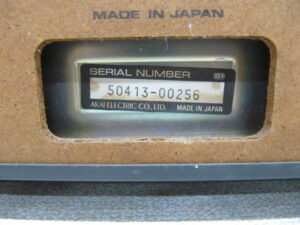 MADE IN JAPAN
SERIAL NUMBER
50413-00256
AKAI ELECTRIC CO., LTD. MADE IN JAPAN